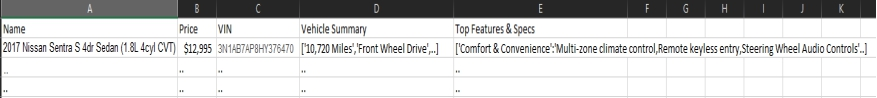 A B C D E F G H I J K
Name Price VIN Vehicle Summary Top Features & Specs
2017 Nissan Sentra S 4dr Sedan (1.8L 4cyl CVT) $12,995 3N1AB7AP8HY376470 ['10,720 Miles','Front Wheel Drive',..] ['Comfort & Convenience':'Multi-zone climate control,Remote keyless entry,Steering Wheel Audio Controls'..]
.. .. .. .. ..
.. .. .. .. ..